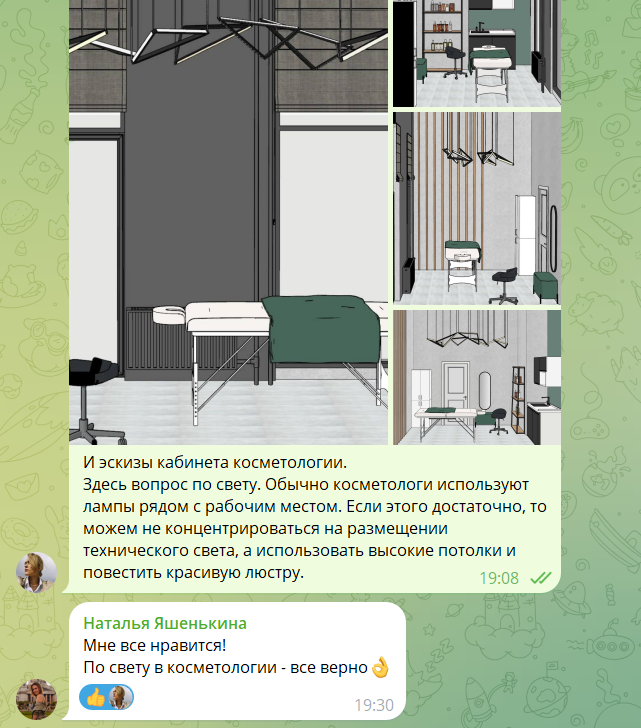 И эскизы кабинета косметологии.
Здесь вопрос по свету. Обычно косметологи используют
лампы рядом с рабочим местом. Если этого достаточно, то
можем не концентрироваться на размещении
технического света, а использовать высокие потолки и
повестить красивую люстру.
19:08
Наталья Яшенькина
Мне все нравится!
По свету в косметологии - все верно👌
👍
19:30